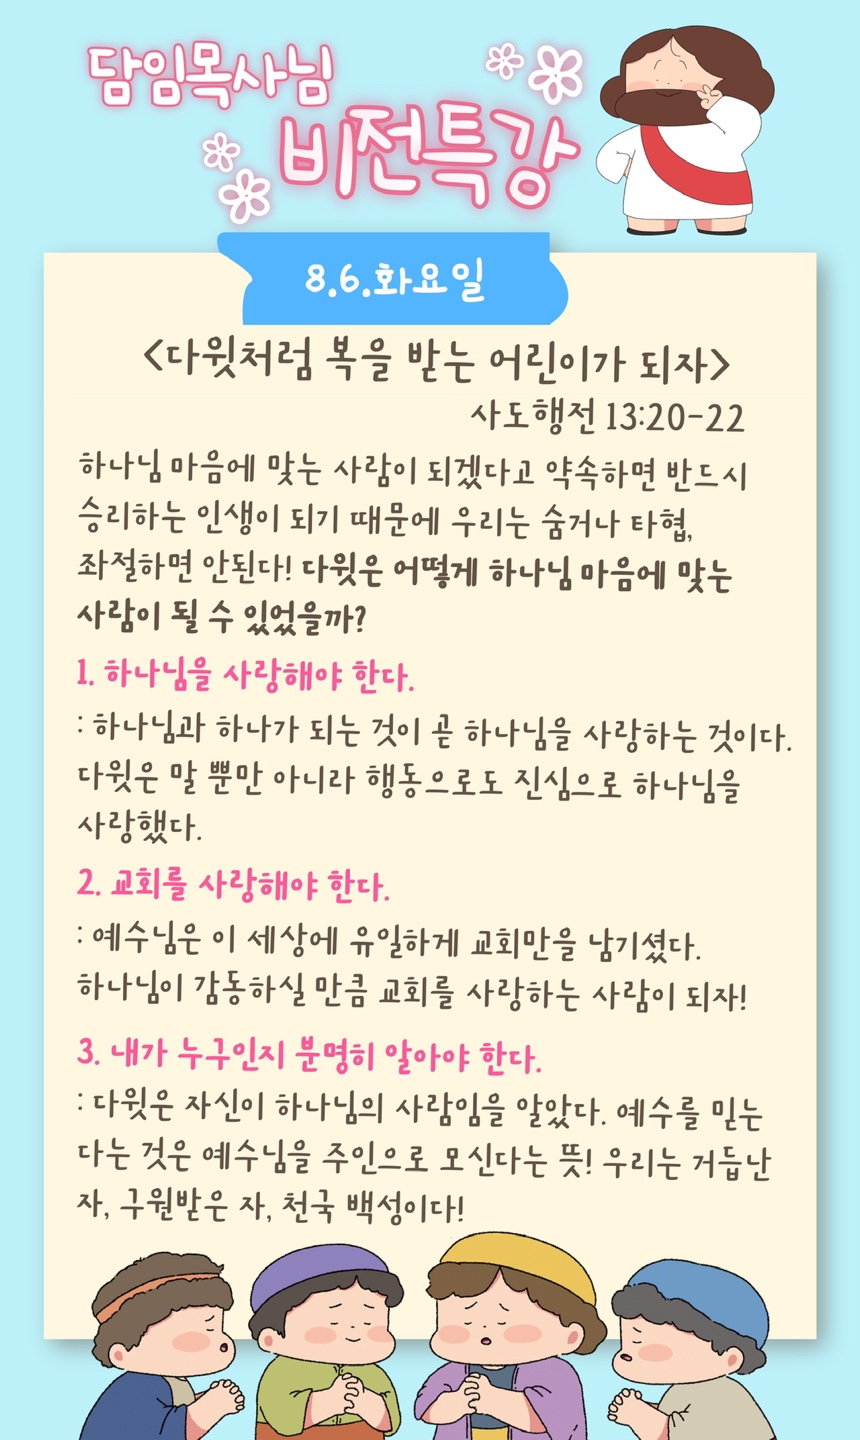 담임목사님
비전특강
8.6.화요일
<다윗처럼 복을 받는 어린이가 되자>
사도행전 13:20-22
하나님 마음에 맞는 사람이 되겠다고 약속하면 반드시
승리하는 인생이 되기 때문에 우리는 숨거나 타협,
좌절하면 안된다! 다윗은 어떻게 하나님 마음에 맞는
사람이 될 수 있었을까?
1. 하나님을 사랑해야 한다.
: 하나님과 하나가 되는 것이 곧 하나님을 사랑하는 것이다.
다윗은 말 뿐만 아니라 행동으로도 진심으로 하나님을
사랑했다.
2. 교회를 사랑해야 한다.
: 예수님은 이 세상에 유일하게 교회만을 남기셨다.
하나님이 감동하실 만큼 교회를 사랑하는 사람이 되자!
3. 내가 누구인지 분명히 알아야 한다.
: 다윗은 자신이 하나님의 사람임을 알았다. 예수를 믿는
다는 것은 예수님을 주인으로 모신다는 뜻! 우리는 거듭난
자, 구원받은 자, 천국 백성이다!